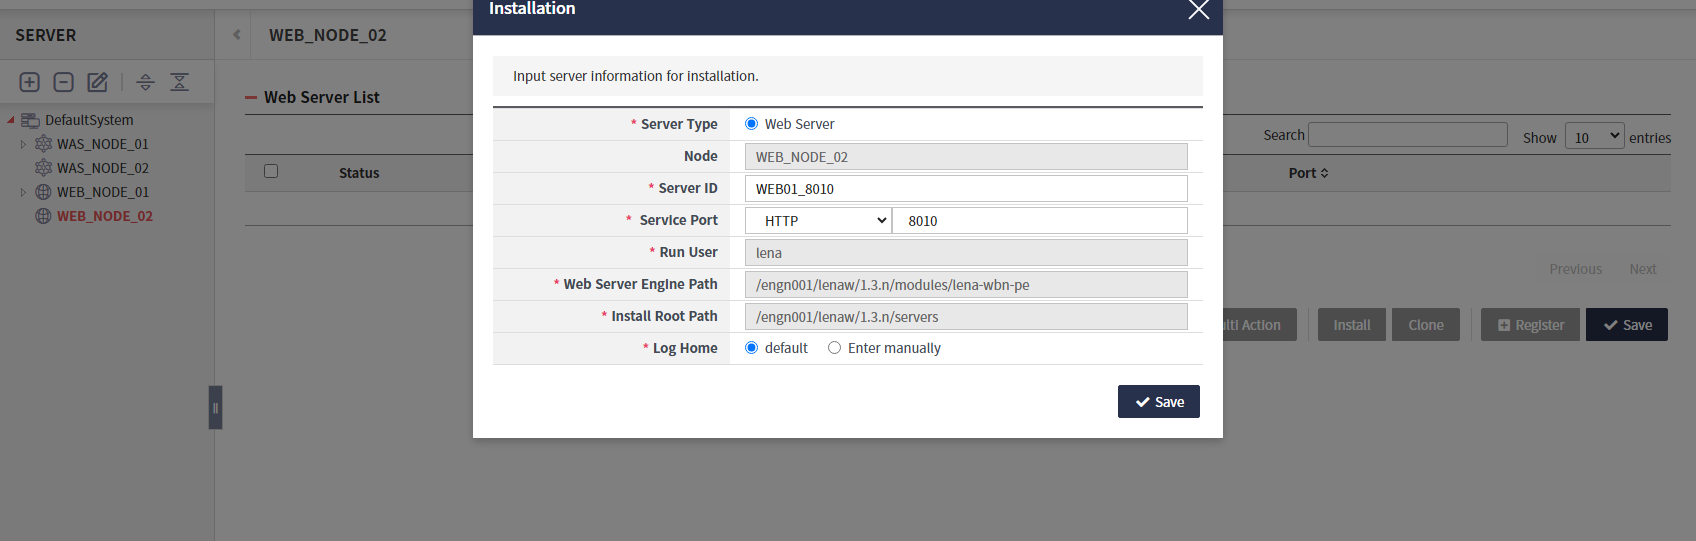 Installation
SERVER
WEB_NODE_02
Input server information for installation.
Web Server List
DefaultSystem
WAS_NODE_01
WAS_NODE_02
WEB_NODE_01
WEB_NODE_02
* Server Type Web Server
Node WEB_NODE_02
* Server ID WEB01_8010
* Service Port HTTP 8010
* Run User lena
* Web Server Engine Path /engn001/lenaw/1.3.n/modules/lena-wbn-pe
* Install Root Path /engn001/lenaw/1.3.n/servers
* Log Home default Enter manually
Save
Search Show 10 entries
Status Port
Previous Next
Action Install Clone Register Save